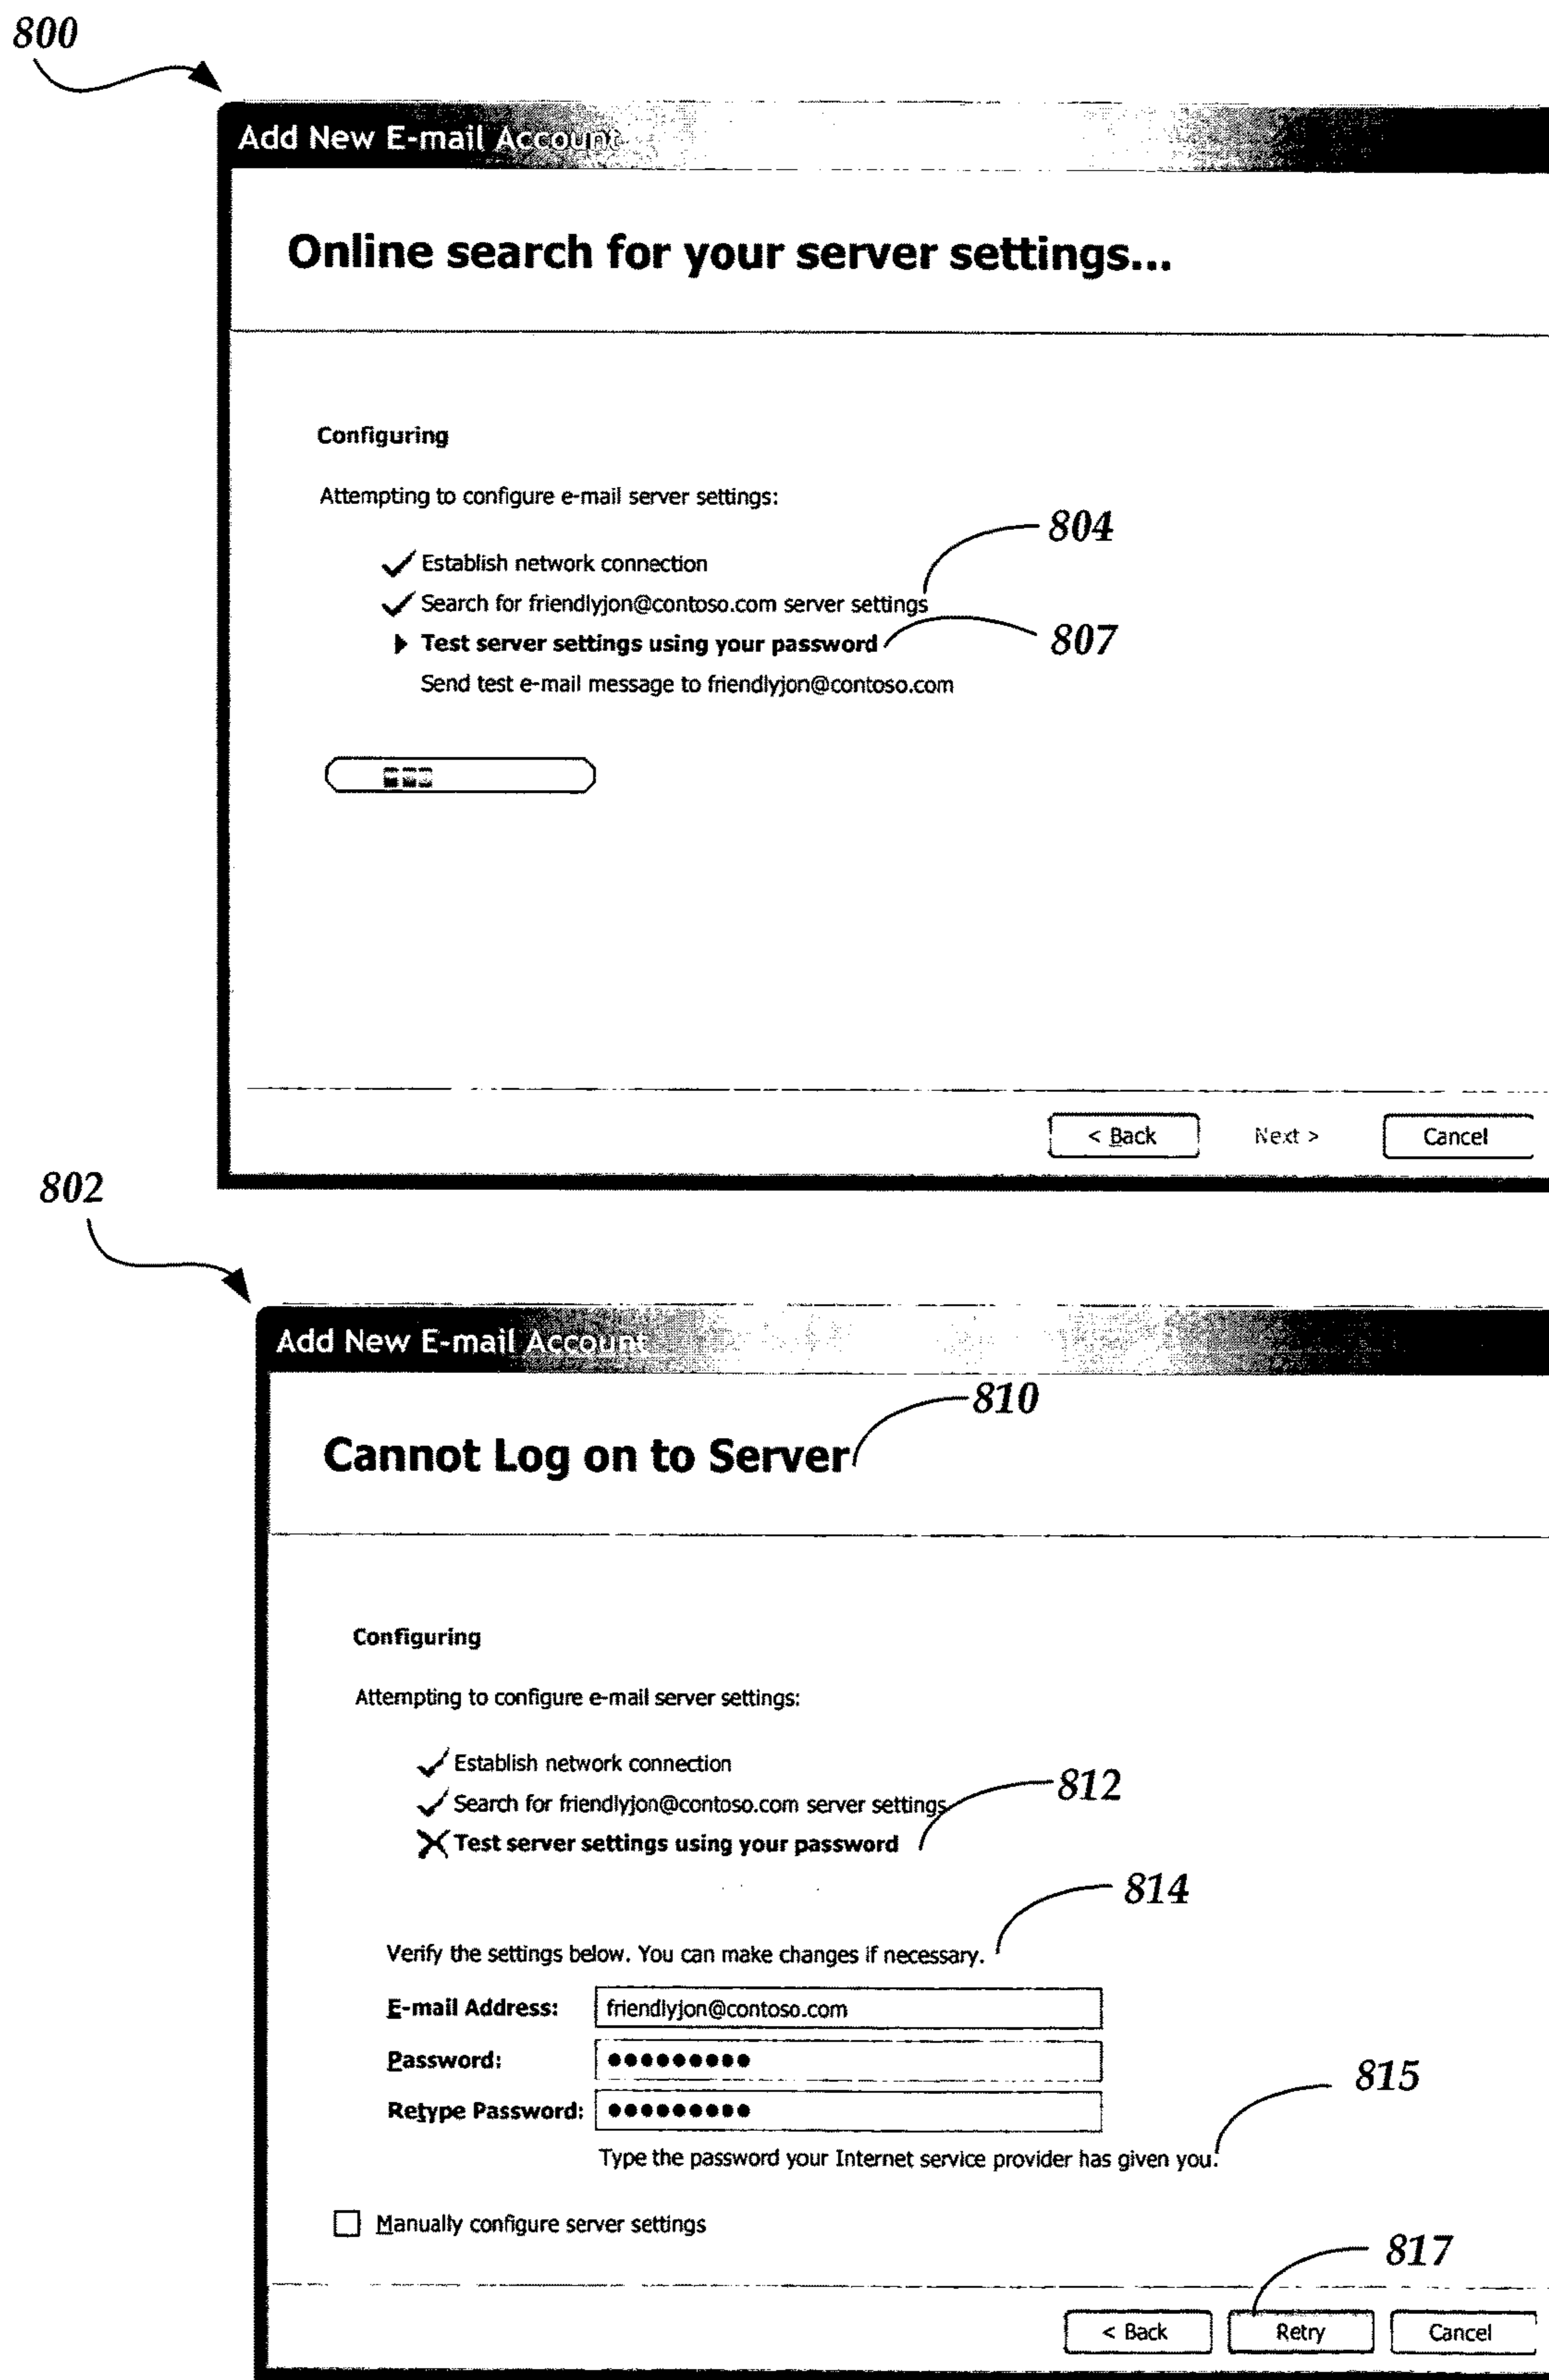 800
Add New E-mail Account
Online search for your server settings...
Configuring
Attempting to configure e-mail server settings:
804
Establish network connection
Search for friendlyjon@contoso.com server settings
Test server settings using your password
807
Send test e-mail message to friendlyjon@contoso.com
< Back Next > Cancel
802
Add New E-mail Account
810
Cannot Log on to Server
Configuring
Attempting to configure e-mail server settings:
Establish network connection
812
Search for friendlyjon@contoso.com server settings
Test server settings using your password
814
Verify the settings below. You can make changes if necessary.
E-mail Address: friendlyjon@contoso.com
Password: ●●●●●●●●●
815
Retype Password: ●●●●●●●●●
Type the password your Internet service provider has given you.
Manually configure server settings
817
< Back Retry Cancel